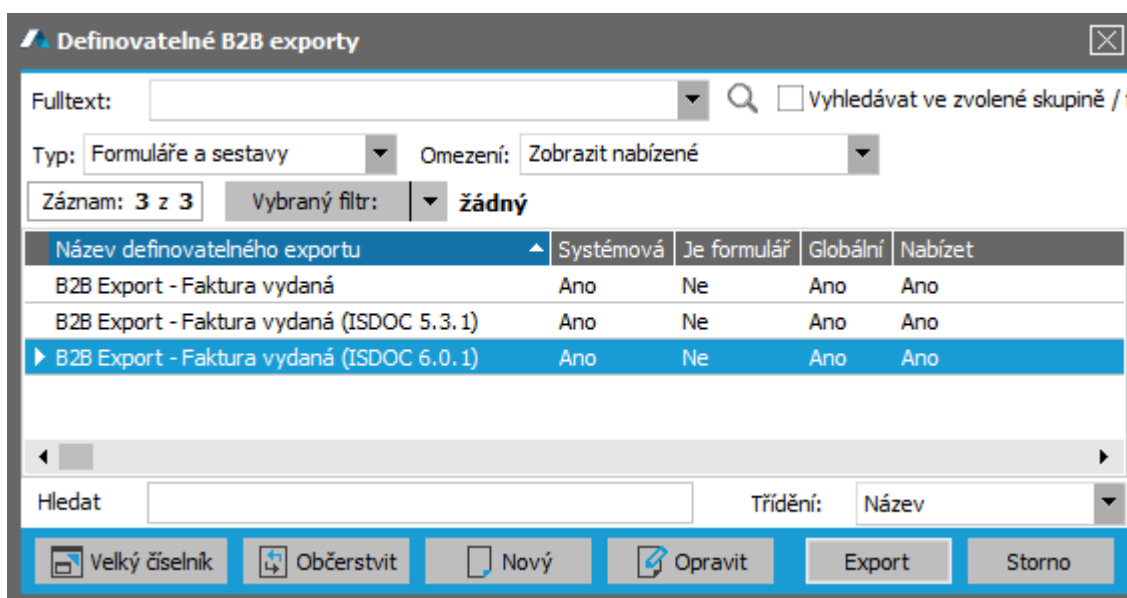 Definovatelné B2B exporty
Fulltext: Vyhledávat ve zvolené skupině /
Typ: Formuláře a sestavy Omezení: Zobrazit nabízené
Záznam: 3 z 3 Vybraný filtr: žádný
Název definovatelného exportu Systémová Je formulář Globální Nabízet
B2B Export - Faktura vydaná Ano Ne Ano Ano
B2B Export - Faktura vydaná (ISDOC 5.3.1) Ano Ne Ano Ano
B2B Export - Faktura vydaná (ISDOC 6.0.1) Ano Ne Ano Ano
Hledat Třídění: Název
Velký číselník Občerstvit Nový Opravit Export Storno